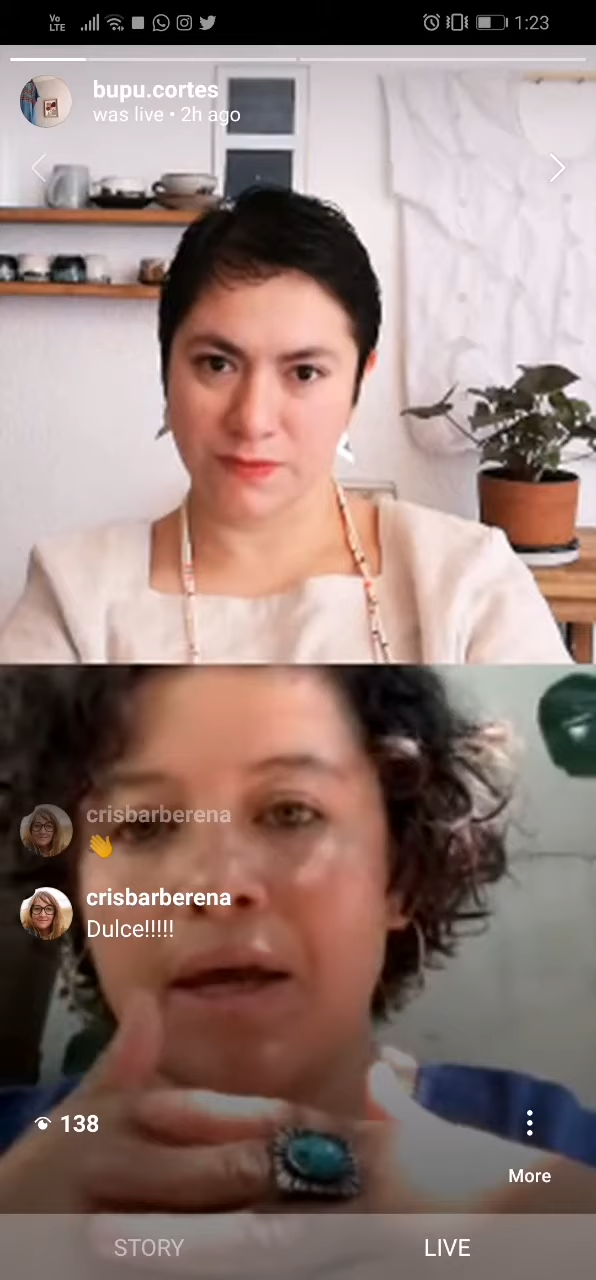 Vo
LTE
1:23
bupu.cortes
was live • 2h ago
crisbarberena
👋
crisbarberena
Dulce!!!!!
138
More
STORY
LIVE